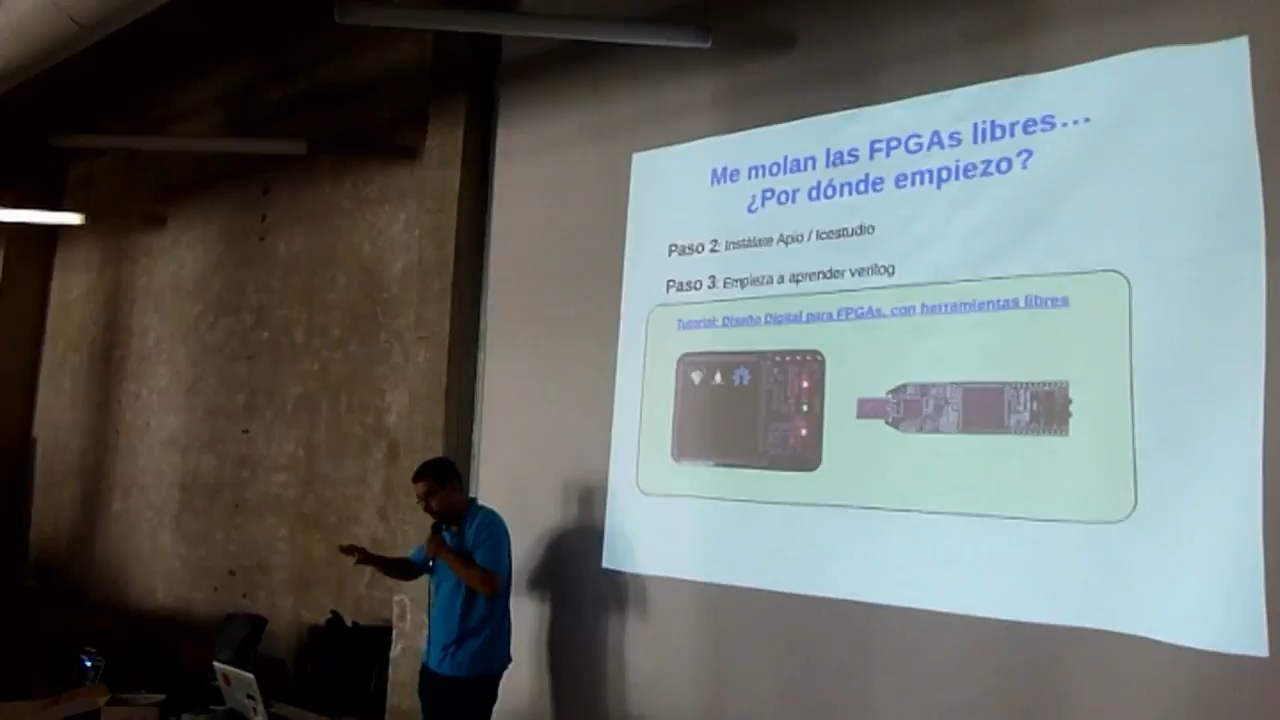 Me molan las FPGAs libres...
¿Por dónde empiezo?
Paso 2: Instálate Apio / Icestudio
Paso 3: Empieza a aprender verilog
Tutorial: Diseño Digital para FPGAs, con herramientas libres